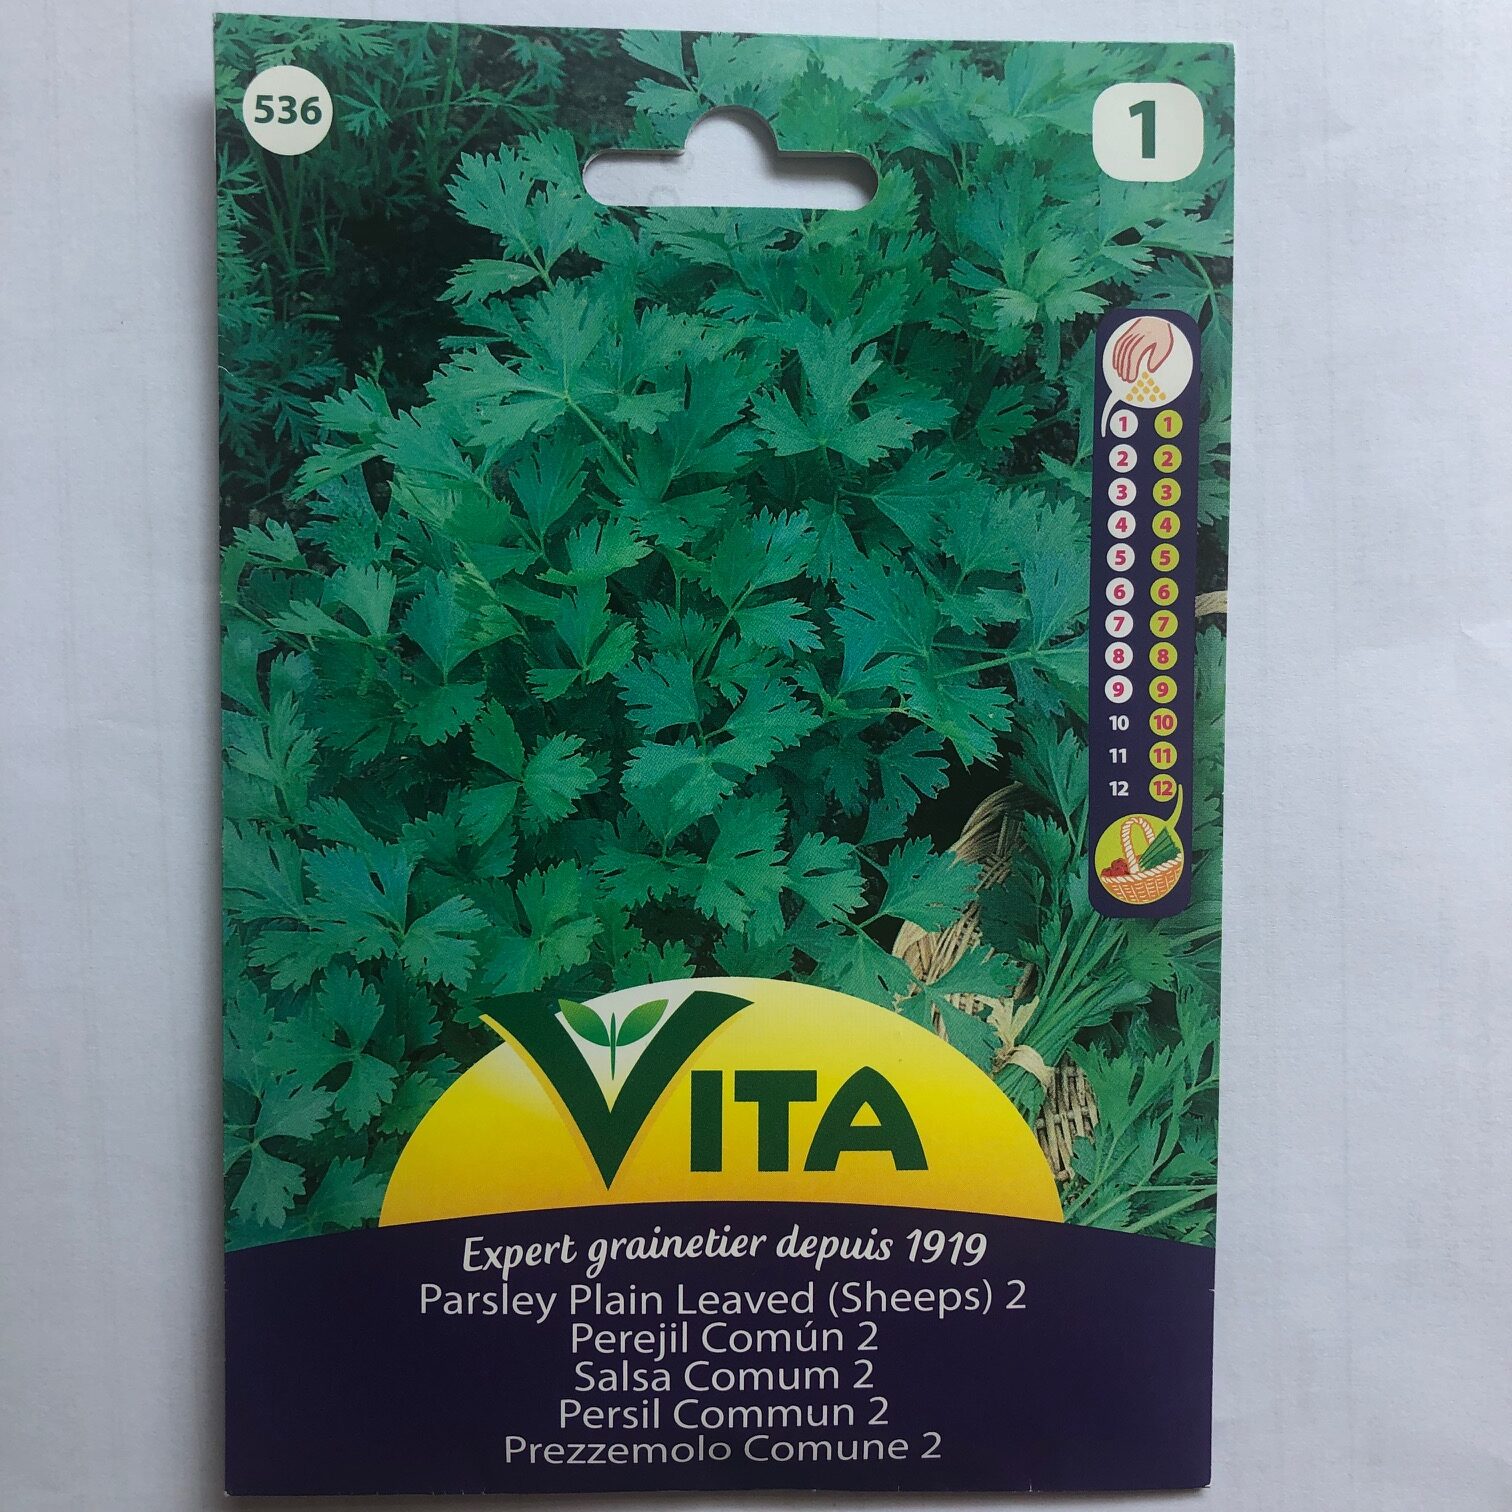 536
1
1 1
2 2
3 3
4 4
5 5
6 6
7 7
8 8
9 9
10 10
11 11
12 12
VITA
Expert grainetier depuis 1919
Parsley Plain Leaved (Sheeps) 2
Perejil Común 2
Salsa Comum 2
Persil Commun 2
Prezzemolo Comune 2